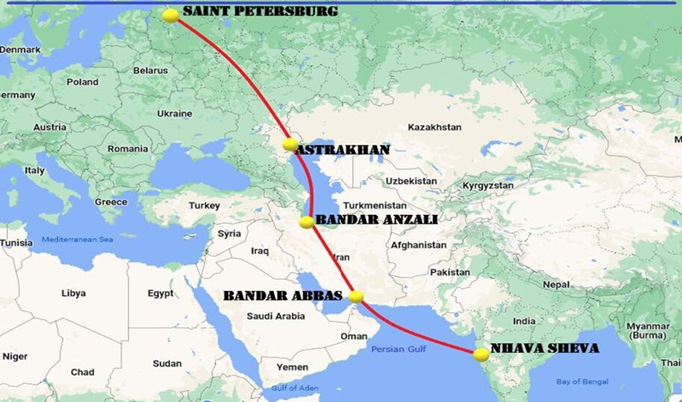 SAINT PETERSBURG
Denmark
Belarus
Poland
ermany
Ukraine
Austria
Kazakhstan
Romania
ASTRAKHAN
Italy
Uzbekistan
Kyrgyzstan
Greece
Turkey
Turkmenistan
BANDAR ANZALI
Tunisia
Mediterranean Sea
Syria
Afghanistan
Iraq
Iran
Pakistan
Nepal
Libya
Egypt
BANDAR ABBAS
Saudi Arabia
India
Myanmar
(Burma)
Oman
Persian Gulf
NHAVA SHEVA
Niger
Chad
Sudan
Yemen
Thai
Gulf of Aden
Bay of Bengal